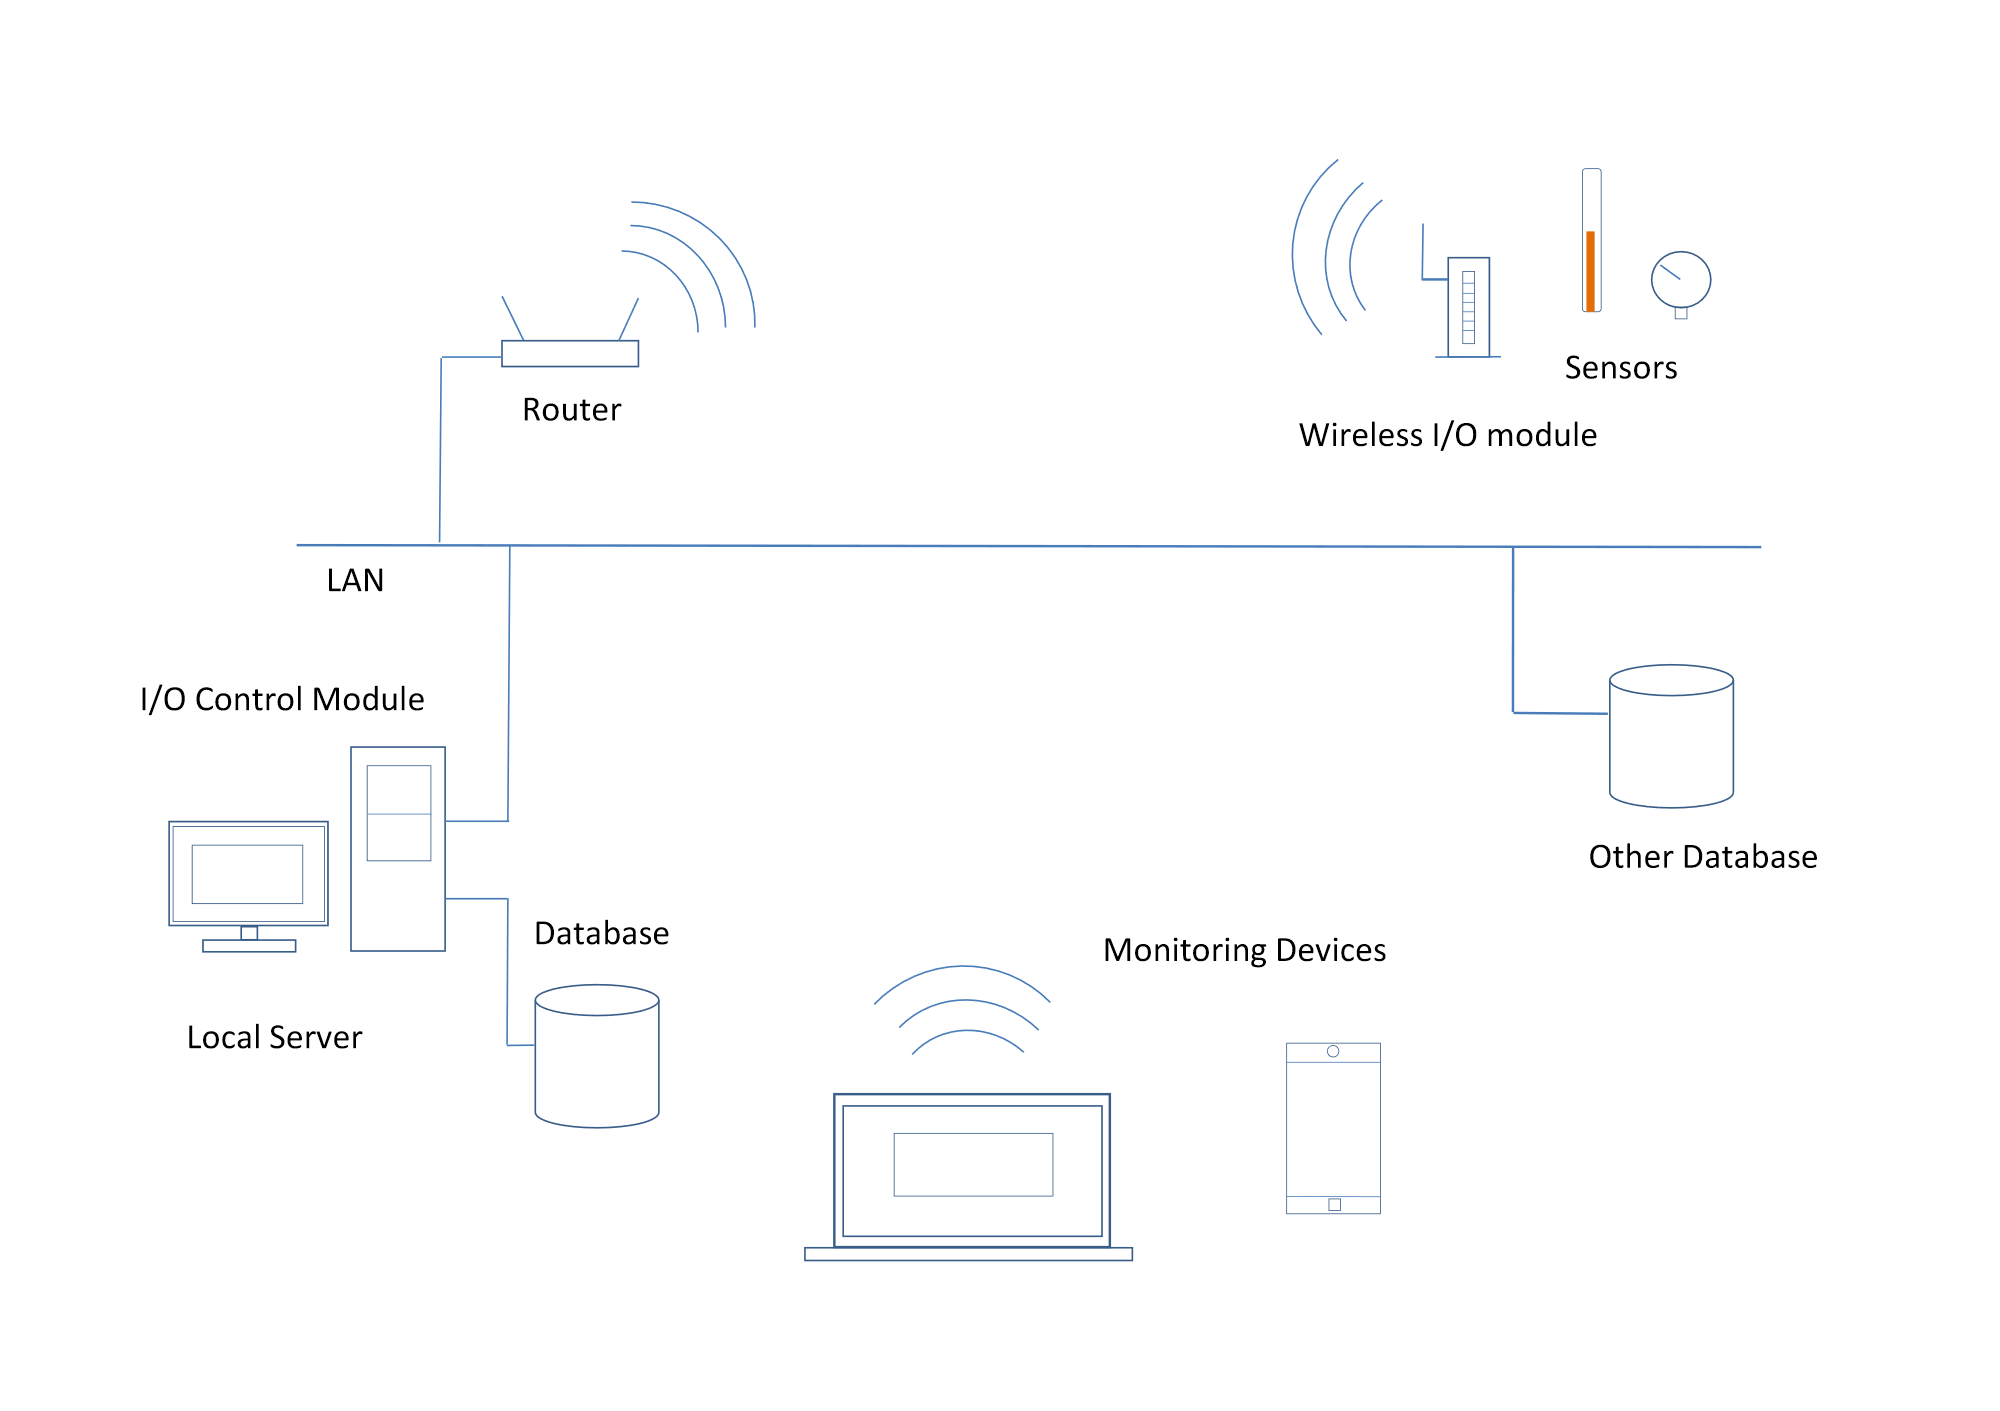 Router
Sensors
Wireless I/O module
LAN
I/O Control Module
Other Database
Database
Monitoring Devices
Local Server